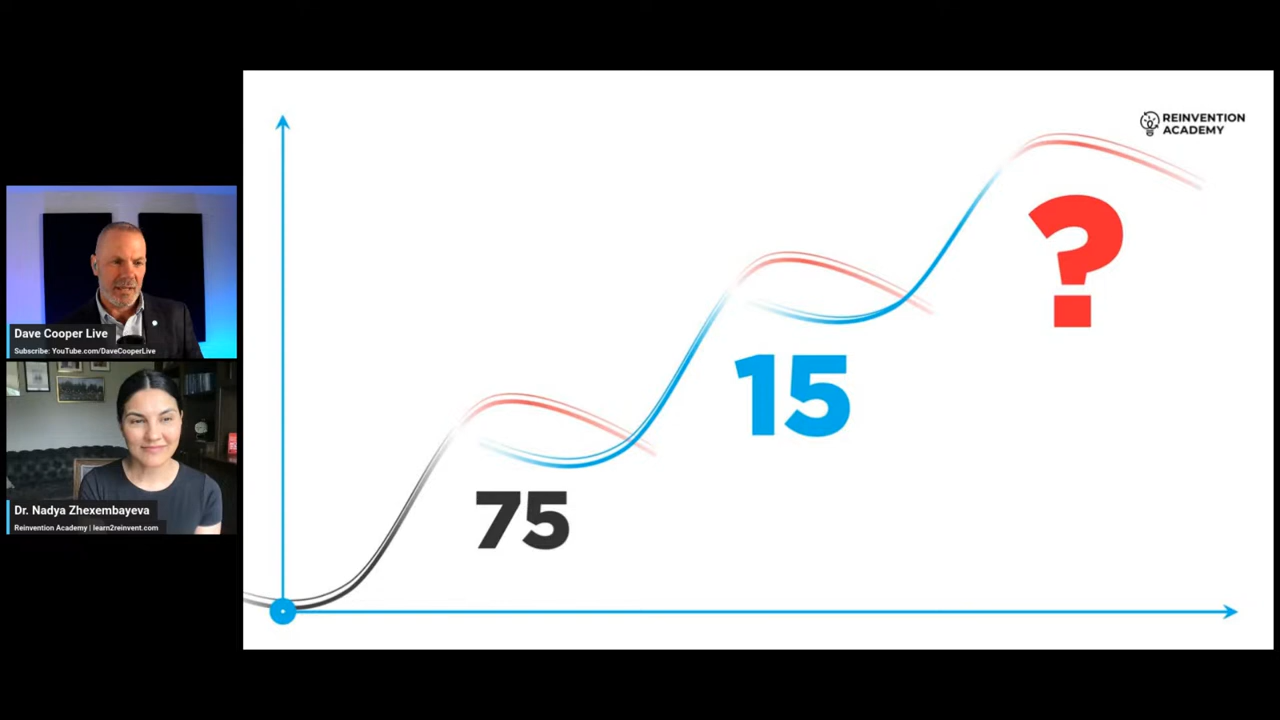 REINVENTION
ACADEMY
?
15
75
Dave Cooper Live
Subscribe: YouTube.com/DaveCooperLive
Dr. Nadya Zhexembayeva
Reinvention Academy | learn2reinvent.com